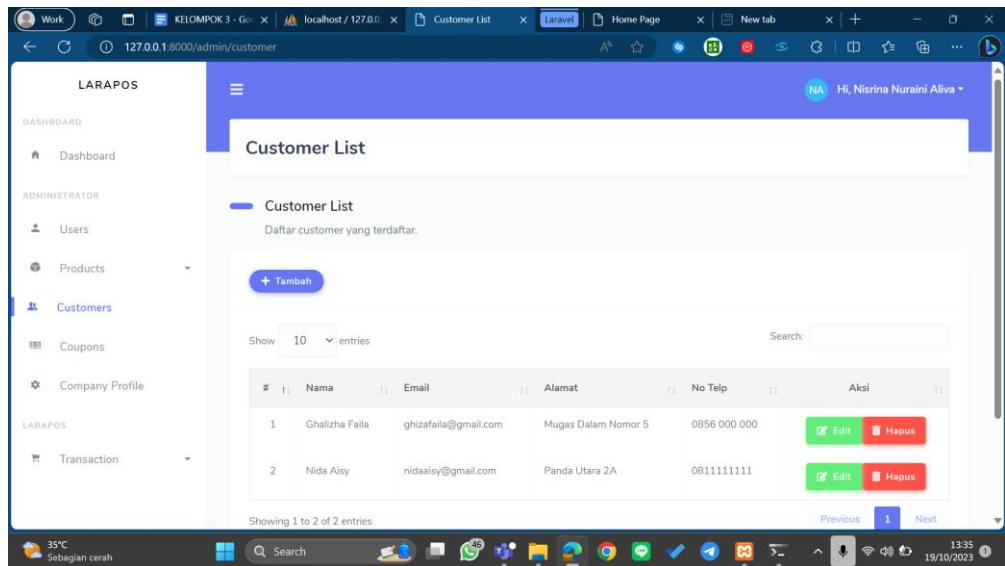 Work
KELOMPOK 3 - Go
localhost / 127.0.0.
Customer List
Laravel
Home Page
New tab
127.0.0.1:8000/admin/customer
LARAPOS
Hi, Nisrina Nuraini Aliva
NA
DASHBOARD
Dashboard
ADMINISTRATOR
Users
Products
Customers
Coupons
Company Profile
LARAPOS
Transaction
Customer List
Customer List
Daftar customer yang terdaftar.
+ Tambah
Show 10 entries
Search:
# Nama Email Alamat No Telp Aksi
1 Ghalizha Faila ghizafaila@gmail.com Mugas Dalam Nomor 5 0856 000 000 Edit Hapus
2 Nida Aisy nidaaisy@gmail.com Panda Utara 2A 0811111111 Edit Hapus
Showing 1 to 2 of 2 entries
Previous 1 Next
35°C
Sebagian cerah
Search
46
13:35
19/10/2023
1